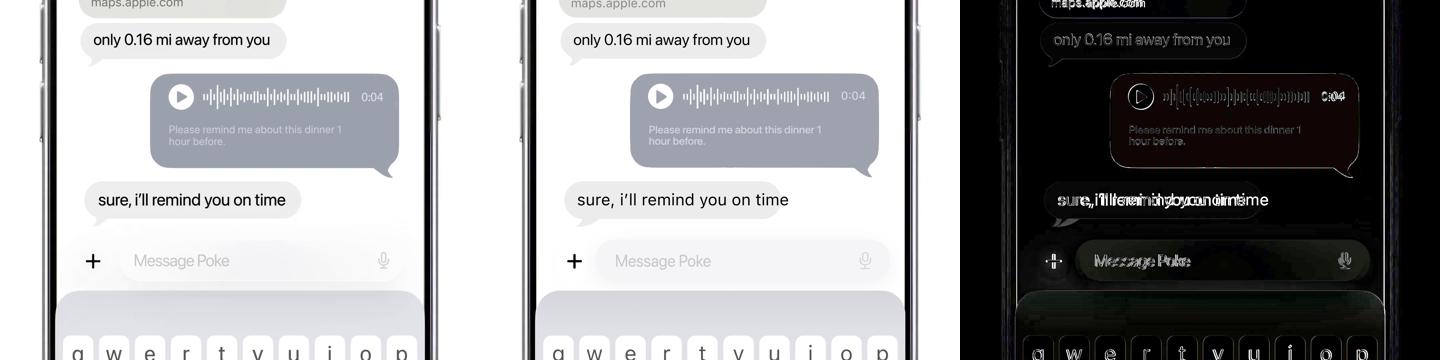 maps.apple.com
only 0.16 mi away from you
0:04
Please remind me about this dinner 1
hour before.
sure, i'll remind you on time
Message Poke
q w e r t y u i o p
maps.apple.com
only 0.16 mi away from you
0:04
Please remind me about this dinner 1
hour before.
sure, i'll remind you on time
Message Poke
q w e r t y u i o p
maps.apple.com
only 0.16 mi away from you
0:04
Please remind me about this dinner 1
hour before.
Message Poke
q w e r t y u i o p